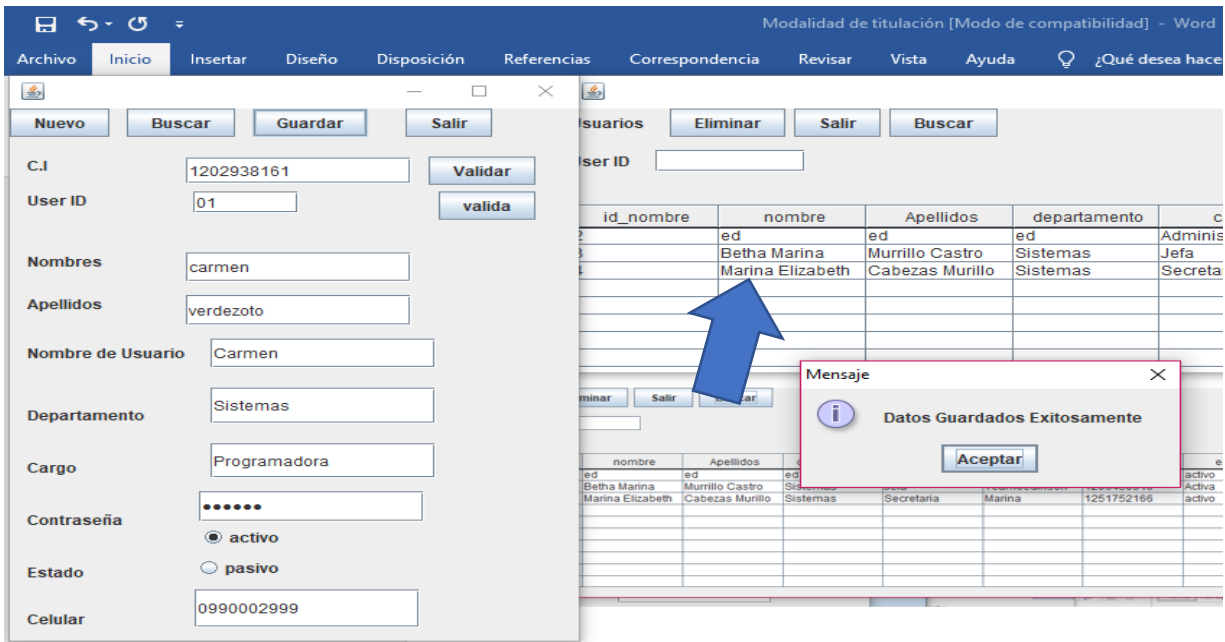 Modalidad de titulación [Modo de compatibilidad] - Word
Archivo Inicio Insertar Diseño Disposición Referencias Correspondencia Revisar Vista Ayuda ¿Qué desea hace
Nuevo Buscar Guardar Salir
C.I 1202938161 Validar
User ID 01 valida
Nombres carmen
Apellidos verdezoto
Nombre de Usuario Carmen
Departamento Sistemas
Cargo Programadora
Contraseña ••••••
activo
Estado pasivo
Celular 0990002999
suarios Eliminar Salir Buscar
ser ID
id_nombre nombre Apellidos departamento c
ed ed ed Adminis
Betha Marina Murrillo Castro Sistemas Jefa
Marina Elizabeth Cabezas Murillo Sistemas Secreta
Mensaje
Datos Guardados Exitosamente
Aceptar
minar Salir
nombre Apellidos e
ed ed ed activo
Betha Marina Murrillo Castro Activa
Marina Elizabeth Cabezas Murillo Sistemas Secretaria Marina 1251752166 activo